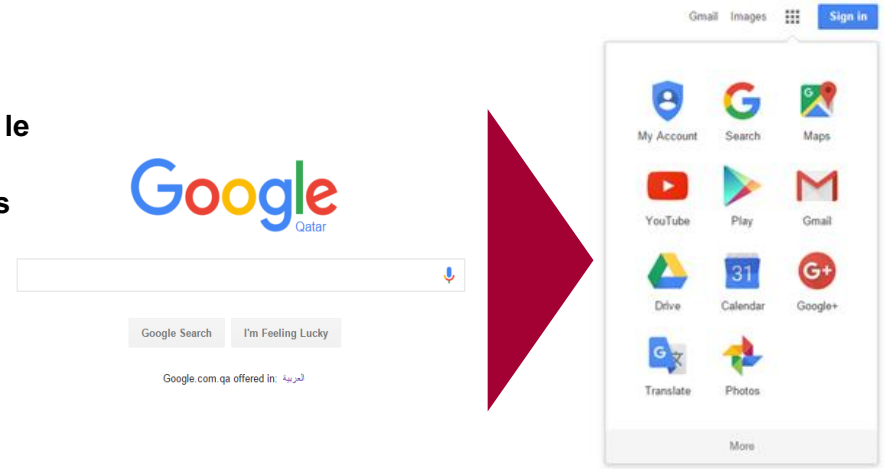 le
s
Google
Qatar
Google Search I'm Feeling Lucky
Google.com.qa offered in: العربية
Gmail Images Sign in
My Account Search Maps
YouTube Play Gmail
31 G+
Drive Calendar Google+
Translate Photos
More